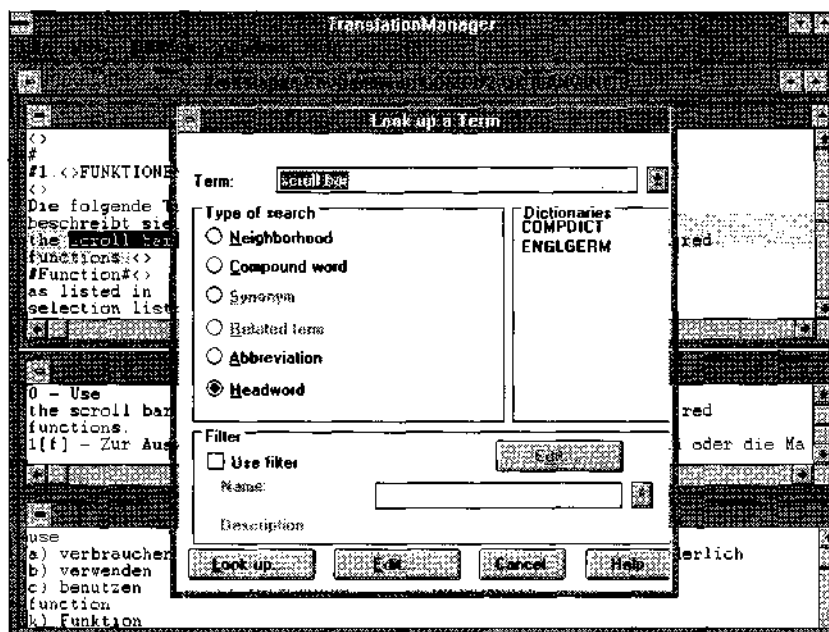 TranslationManager
Look up a Term
<>
#
#1.<>FUNKTIONE
<>
Die folgende T
beschreibt sie
the scroll bar red
functions.<>
#Function#<>
as listed in
selection list
Term: scroll bar
Type of search
Neighborhood
Compound word
Synonym
Related term
Abbreviation
Headword
Dictionaries
COMPDICT
ENGLGERM
0 - Use
the scroll bar red
functions.
1[f] - Zur Aus i oder die Ma
Filter
Use filter
Edit...
Name:
Description
use
a) verbrauchen erlich
b) verwenden
c) benutzen
function
k) Funktion
Look up... Edit... Cancel Help